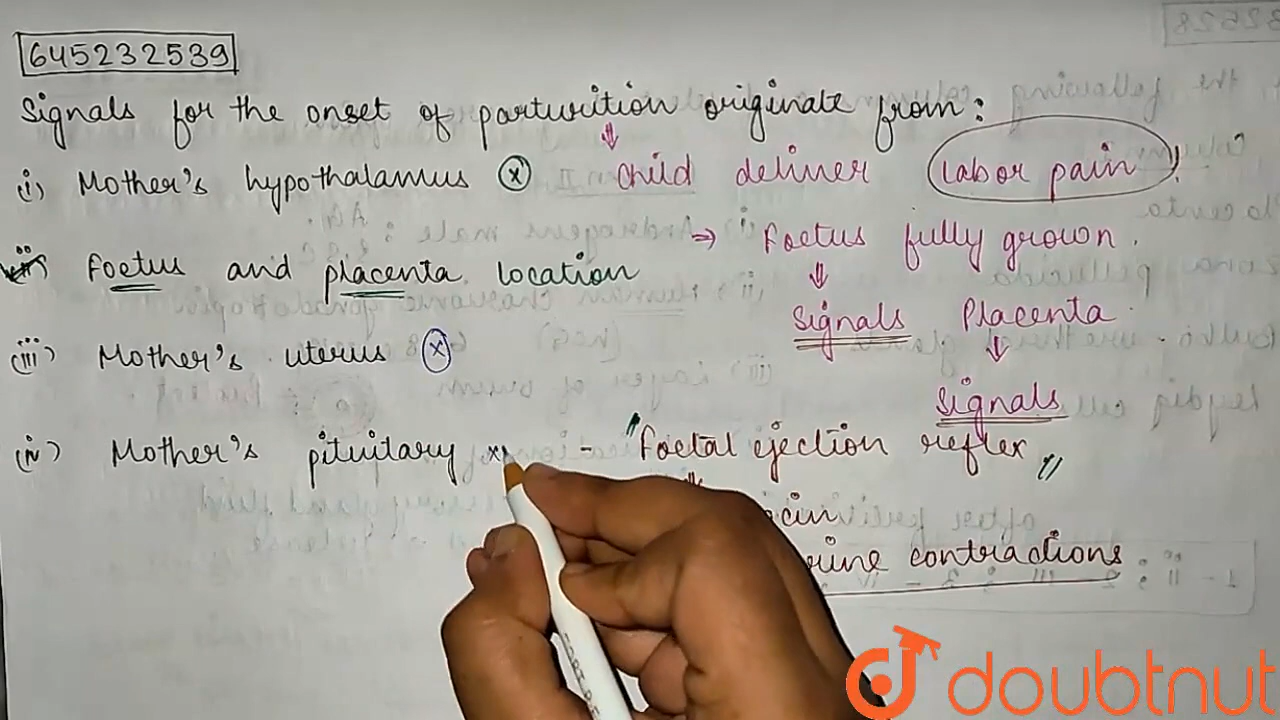 645232539
Signals for the onset of parturition originate from:
(i) Mother's hypothalamus (x) Child deliver Labor pain!
⇒ Foetus fully grown.
(ii) Foetus and placenta location
Signals Placenta
(iii) Mother's uterus (x)
Signals
(iv) Mother's pituitary x - "Foetal ejection reflex"
contractions
doubtnut